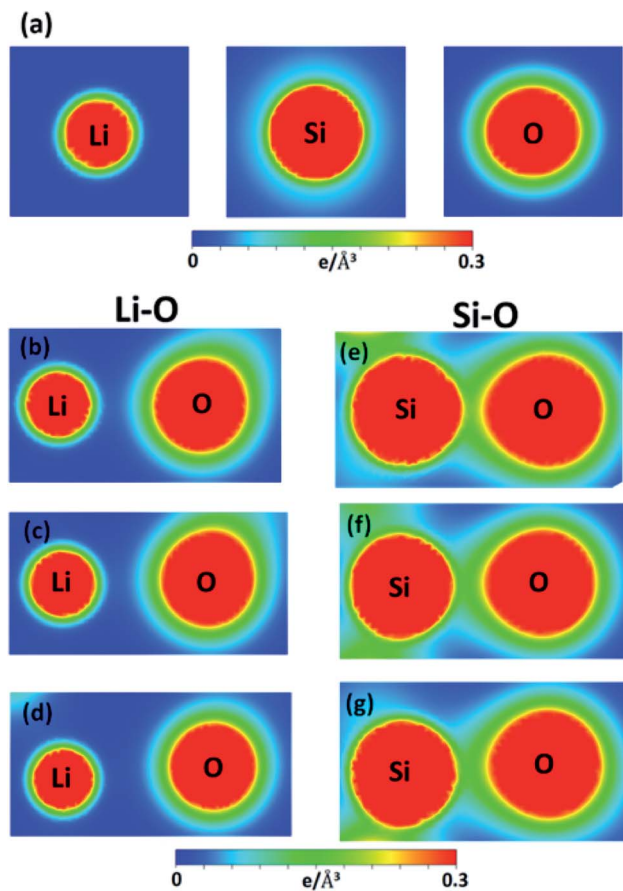 (a)
Li Si O
0 e/Å³ 0.3
Li-O Si-O
(b) (e)
Li O Si O
(c) (f)
Li O Si O
(d) (g)
Li O Si O
0 e/Å³ 0.3